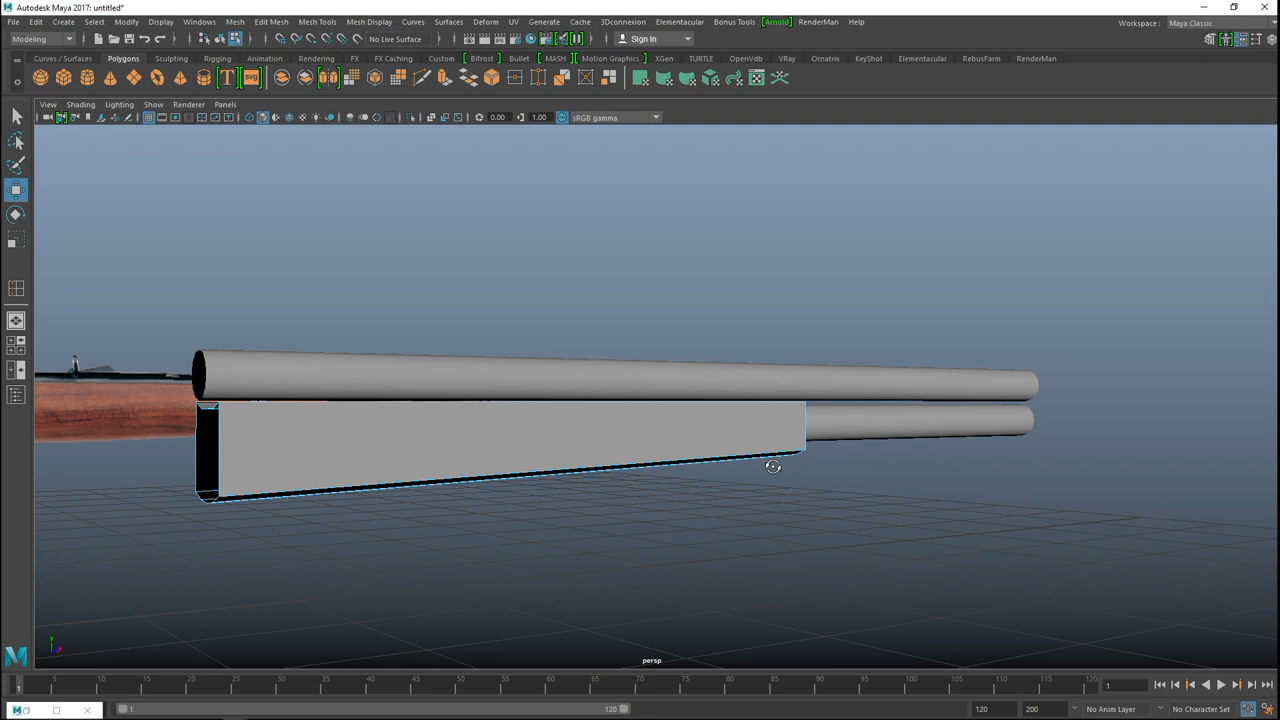 Autodesk Maya 2017: untitled*
File Edit Create Select Modify Display Windows Mesh Edit Mesh Mesh Tools Mesh Display Curves Surfaces Deform UV Generate Cache 3Dconnexion Elementacular Bonus Tools [Arnold] RenderMan Help
Workspace : Maya Classic
Modeling No Live Surface Sign In
Curves / Surfaces Polygons Sculpting Rigging Animation Rendering FX FX Caching Custom Bifrost Bullet MASH Motion Graphics XGen TURTLE OpenVdb VRay Ornatrix KeyShot Elementacular RebusFarm RenderMan
T SVG
View Shading Lighting Show Renderer Panels
0.00 1.00 sRGB gamma
y
persp
1 5 10 15 20 25 30 35 40 45 50 55 60 65 70 75 80 85 90 95 100 105 110 115 120
1
1 120 120 200 No Anim Layer No Character Set